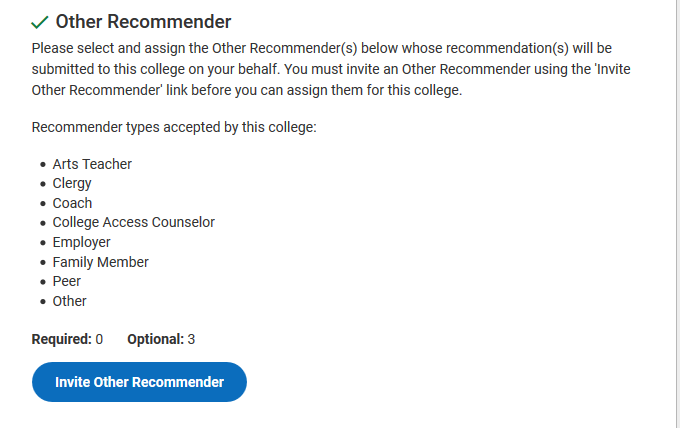 Other Recommender
Please select and assign the Other Recommender(s) below whose recommendation(s) will be
submitted to this college on your behalf. You must invite an Other Recommender using the 'Invite
Other Recommender' link before you can assign them for this college.
Recommender types accepted by this college:
Arts Teacher
Clergy
Coach
College Access Counselor
Employer
Family Member
Peer
Other
Required: 0 Optional: 3
Invite Other Recommender